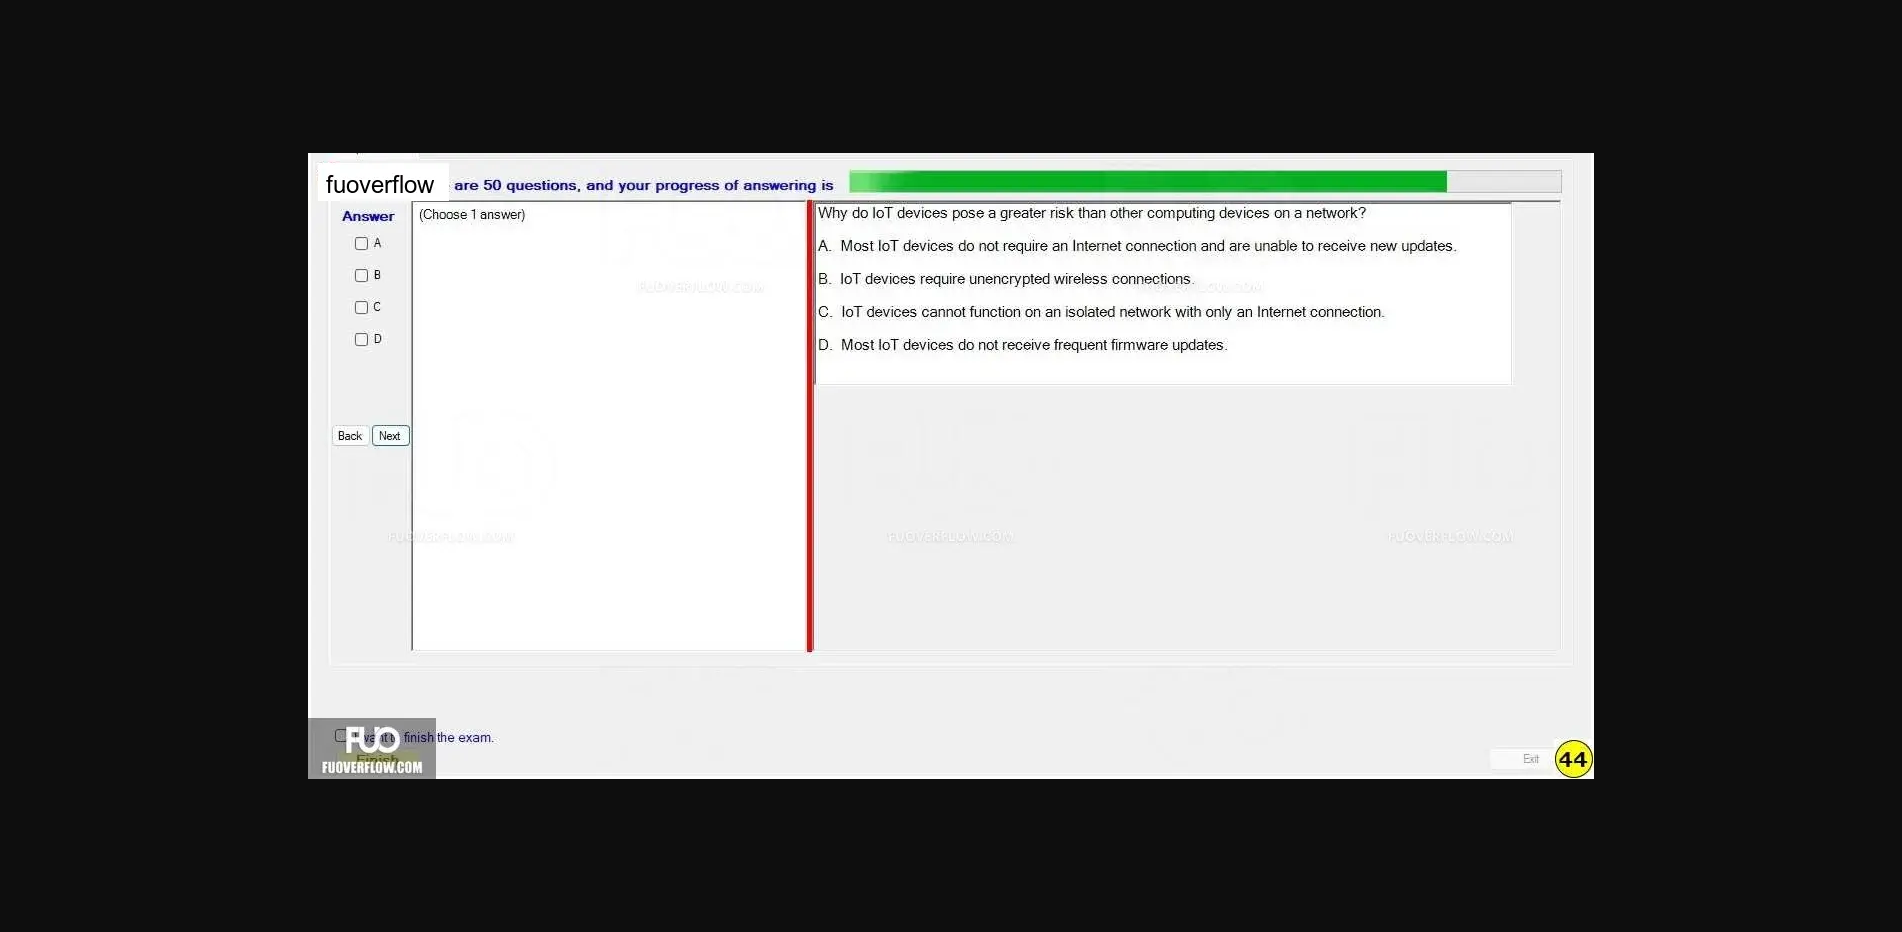 fuoverflow are 50 questions, and your progress of answering is
Answer
(Choose 1 answer)
A
B
C
D
Back Next
Why do IoT devices pose a greater risk than other computing devices on a network?
A. Most IoT devices do not require an Internet connection and are unable to receive new updates.
B. IoT devices require unencrypted wireless connections.
C. IoT devices cannot function on an isolated network with only an Internet connection.
D. Most IoT devices do not receive frequent firmware updates.
FUOVERFLOW.COM
FUOVERFLOW.COM
FUOVERFLOW.COM
FUOVERFLOW.COM
I want to finish the exam.
Finish
FUO
FUOVERFLOW.COM
Exit
44